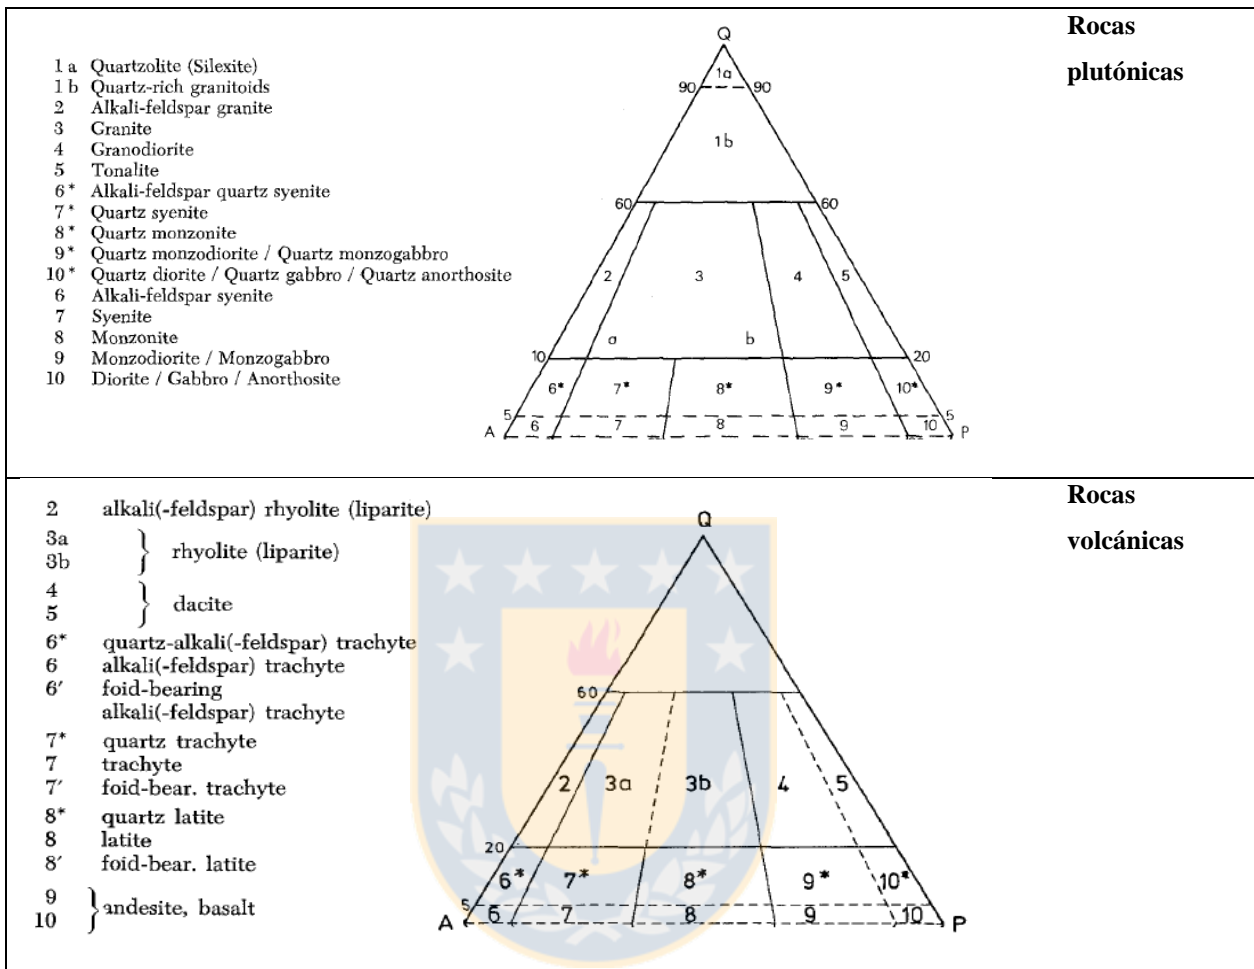 Rocas
plutónicas
1a Quartzolite (Silexite)
1b Quartz-rich granitoids
2 Alkali-feldspar granite
3 Granite
4 Granodiorite
5 Tonalite
6* Alkali-feldspar quartz syenite
7* Quartz syenite
8* Quartz monzonite
9* Quartz monzodiorite / Quartz monzogabbro
10* Quartz diorite / Quartz gabbro / Quartz anorthosite
6 Alkali-feldspar syenite
7 Syenite
8 Monzonite
9 Monzodiorite / Monzogabbro
10 Diorite / Gabbro / Anorthosite
Q
1a
90 90
1b
60 60
2 3 4 5
a b
10 20
6* 7* 8* 9* 10*
5 5
A 6 7 8 9 10 P
Rocas
volcánicas
2 alkali(-feldspar) rhyolite (liparite)
3a
3b } rhyolite (liparite)
4
5 } dacite
6* quartz-alkali(-feldspar) trachyte
6 alkali(-feldspar) trachyte
6′ foid-bearing
alkali(-feldspar) trachyte
7* quartz trachyte
7 trachyte
7′ foid-bear. trachyte
8* quartz latite
8 latite
8′ foid-bear. latite
9
10 } andesite, basalt
Q
60
2 3a 3b 4 5
20
6* 7* 8* 9* 10*
5
A 6 7 8 9 10 P